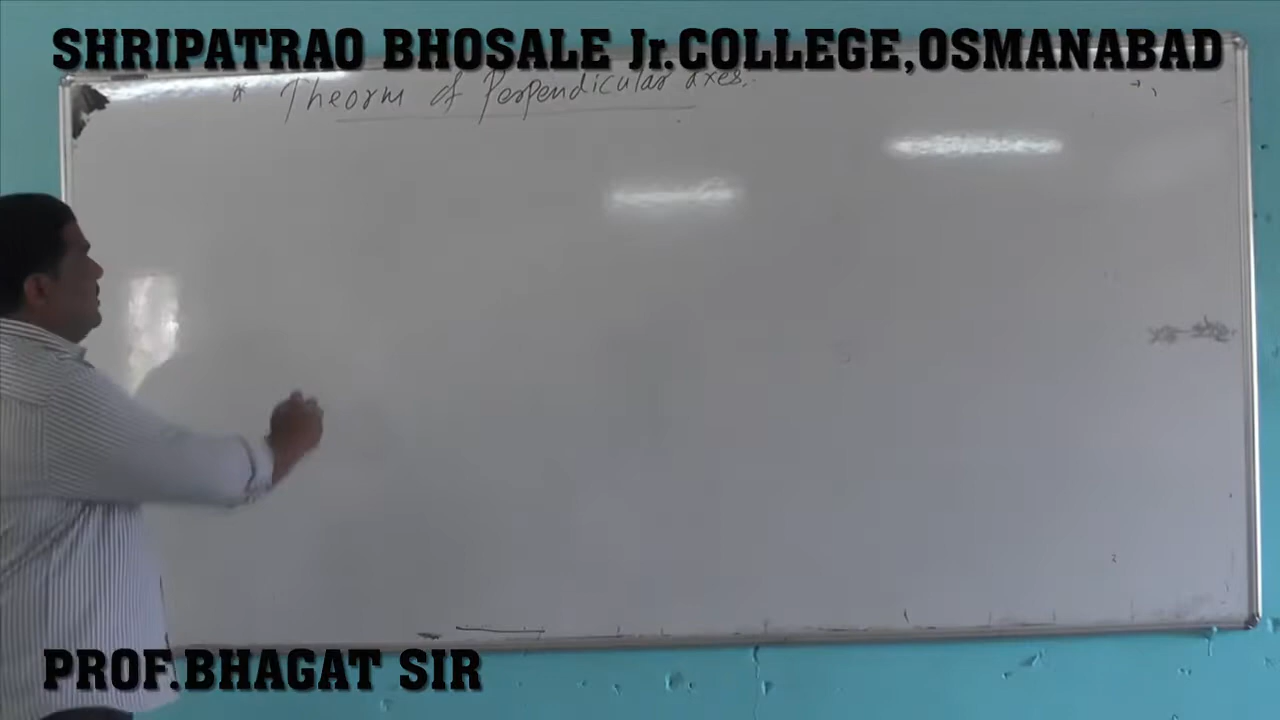 SHRIPATRAO BHOSALE Jr.COLLEGE,OSMANABAD
* Theorm of Perpendicular axes.
PROF.BHAGAT SIR